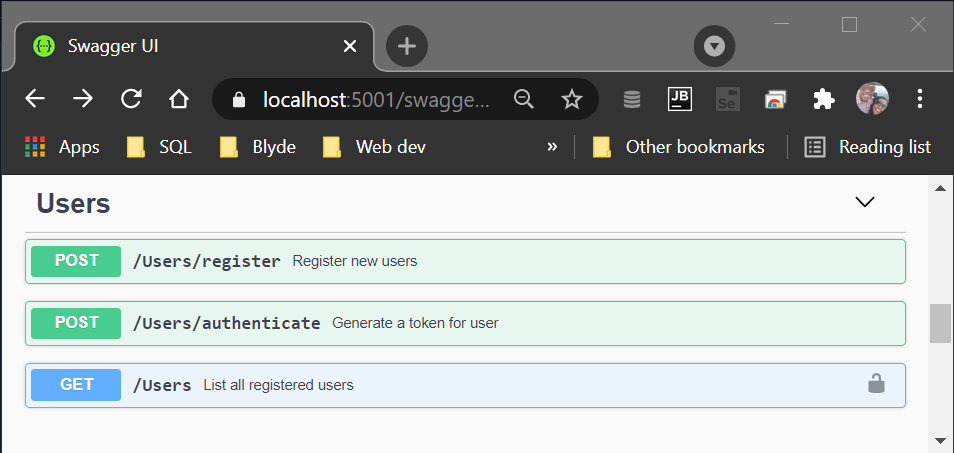 Swagger UI
localhost:5001/swagge...
JB
Se
Apps SQL Blyde Web dev » Other bookmarks Reading list
Users
POST /Users/register Register new users
POST /Users/authenticate Generate a token for user
GET /Users List all registered users